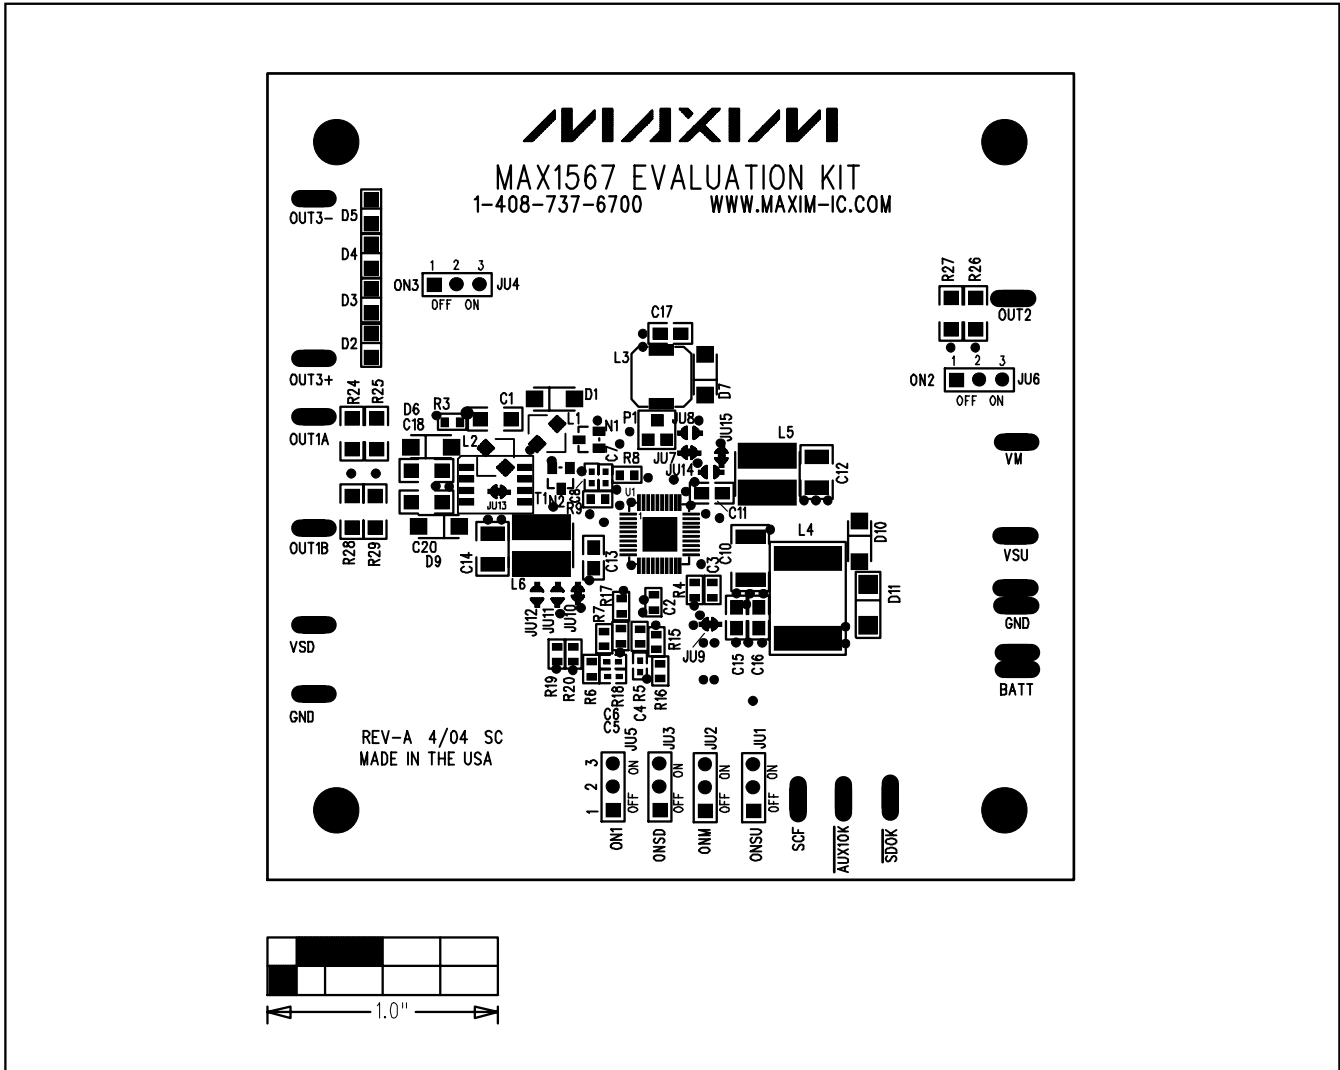 MAXIM
MAX1567 EVALUATION KIT
1-408-737-6700 WWW.MAXIM-IC.COM
OUT3-
D5
D4
D3
D2
OUT3+
ON3
1 2 3
JU4
OFF ON
R27
R26
OUT2
ON2
1 2 3
JU6
OFF ON
C17
L3
D7
R24
R25
OUT1A
D6
C18
R3
C1
D1
L1
L2
N1
P1
JU8
JU15
JU7
JU14
L5
C12
VM
C7
R8
C8
R9
U1
1
T1
N2
JU13
C11
OUT1B
R28
R29
C20
D9
C14
L6
C13
C10
L4
D10
D11
VSU
GND
BATT
JU12
JU11
JU10
R7
R17
C2
R4
C3
R15
JU9
C15
C16
VSD
GND
R19
R20
R6
R18
R5
R16
C6
C5
C4
REV-A 4/04 SC
MADE IN THE USA
JU5
JU3
JU2
JU1
1 2 3
OFF ON
OFF ON
OFF ON
OFF ON
ON1
ONSD
ONM
ONSU
SCF
AUX1OK
SDOK
1.0"